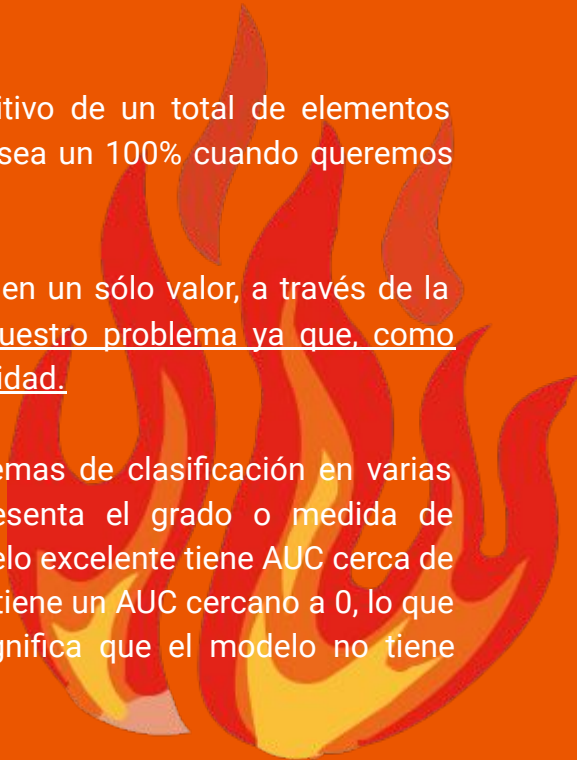 itivo de un total de elementos
sea un 100% cuando queremos
en un sólo valor, a través de la
uestro problema ya que, como
idad.
emas de clasificación en varias
esenta el grado o medida de
elo excelente tiene AUC cerca de
tiene un AUC cercano a 0, lo que
gnifica que el modelo no tiene